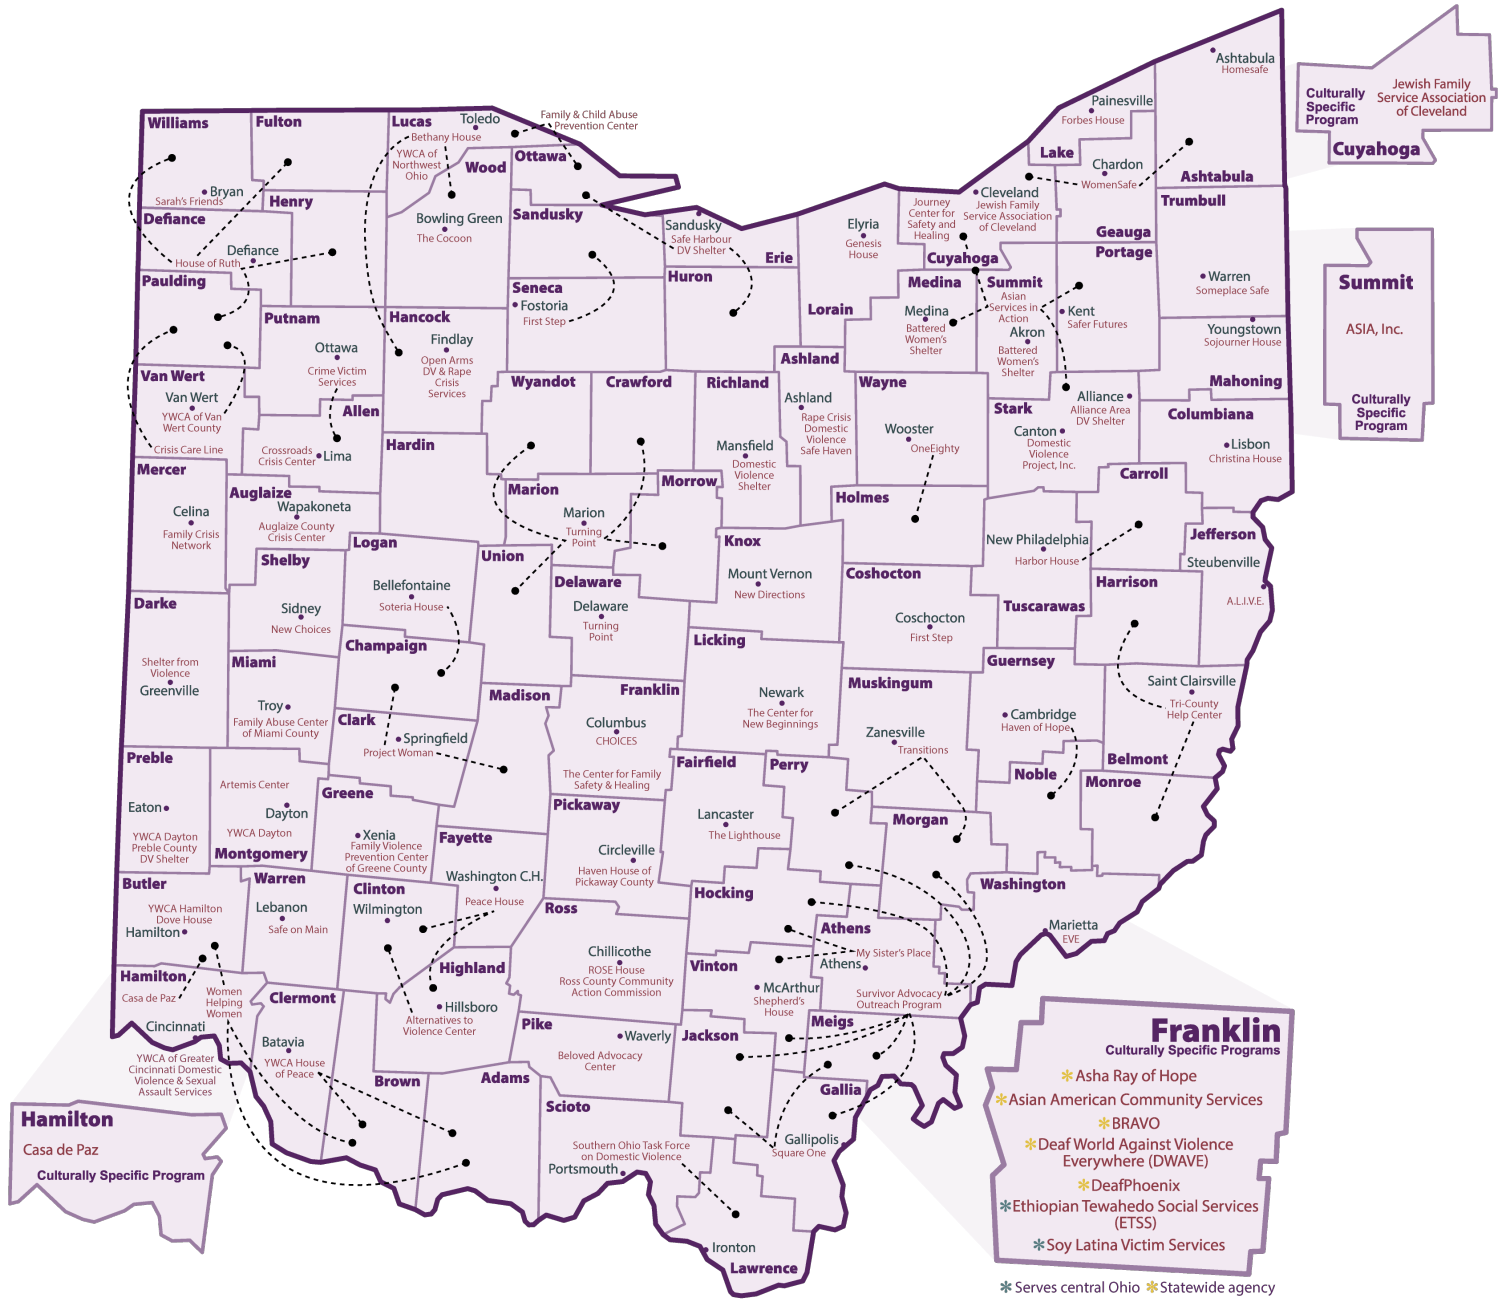 Ashtabula
Homesafe
Painesville
Forbes House
Lake
Chardon
WomenSafe
Ashtabula
Geauga
Culturally
Specific
Program
Jewish Family
Service Association
of Cleveland
Cuyahoga
Williams
Bryan
Sarah's Friends
Fulton
Lucas
Toledo
Bethany House
YWCA of
Northwest
Ohio
Family & Child Abuse
Prevention Center
Ottawa
Wood
Bowling Green
The Cocoon
Henry
Defiance
Defiance
House of Ruth
Sandusky
Sandusky
Safe Harbour
DV Shelter
Erie
Elyria
Genesis
House
Lorain
Journey
Center for
Safety and
Healing
Cleveland
Jewish Family
Service Association
of Cleveland
Cuyahoga
Trumbull
Warren
Someplace Safe
Portage
Kent
Safer Futures
Summit
Asian
Services in
Action
Akron
Battered
Women's
Shelter
Medina
Medina
Battered
Women's
Shelter
Summit
ASIA, Inc.
Culturally
Specific
Program
Paulding
Putnam
Ottawa
Crime Victim
Services
Hancock
Findlay
Open Arms
DV & Rape
Crisis
Services
Seneca
Fostoria
First Step
Huron
Youngstown
Sojourner House
Mahoning
Van Wert
Van Wert
YWCA of Van
Wert County
Crisis Care Line
Allen
Crossroads
Crisis Center
Lima
Hardin
Wyandot
Crawford
Richland
Mansfield
Domestic
Violence
Shelter
Ashland
Ashland
Rape Crisis
Domestic
Violence
Safe Haven
Wayne
Wooster
OneEighty
Stark
Alliance
Alliance Area
DV Shelter
Canton
Domestic
Violence
Project, Inc.
Columbiana
Lisbon
Christina House
Mercer
Celina
Family Crisis
Network
Auglaize
Wapakoneta
Auglaize County
Crisis Center
Marion
Marion
Turning
Point
Morrow
Holmes
Carroll
New Philadelphia
Harbor House
Tuscarawas
Jefferson
Steubenville
A.L.I.V.E.
Harrison
Shelby
Sidney
New Choices
Logan
Bellefontaine
Soteria House
Union
Delaware
Delaware
Turning
Point
Knox
Mount Vernon
New Directions
Coshocton
Coschocton
First Step
Darke
Shelter from
Violence
Greenville
Miami
Troy
Family Abuse Center
of Miami County
Champaign
Clark
Springfield
Project Woman
Madison
Franklin
Columbus
CHOICES
The Center for Family
Safety & Healing
Licking
Newark
The Center for
New Beginnings
Muskingum
Zanesville
Transitions
Guernsey
Cambridge
Haven of Hope
Saint Clairsville
Tri-County
Help Center
Belmont
Noble
Monroe
Preble
Eaton
YWCA Dayton
Preble County
DV Shelter
Artemis Center
Dayton
YWCA Dayton
Montgomery
Greene
Xenia
Family Violence
Prevention Center
of Greene County
Fayette
Washington C.H.
Peace House
Pickaway
Circleville
Haven House of
Pickaway County
Fairfield
Lancaster
The Lighthouse
Perry
Morgan
Hocking
Washington
Marietta
EVE
Butler
YWCA Hamilton
Dove House
Hamilton
Warren
Lebanon
Safe on Main
Clinton
Wilmington
Highland
Hillsboro
Alternatives to
Violence Center
Ross
Chillicothe
ROSE House
Ross County Community
Action Commission
Vinton
McArthur
Shepherd's
House
Athens
My Sister's Place
Athens
Survivor Advocacy
Outreach Program
Meigs
Hamilton
Casa de Paz
Women
Helping
Women
Cincinnati
YWCA of Greater
Cincinnati Domestic
Violence & Sexual
Assault Services
Clermont
Batavia
YWCA House
of Peace
Brown
Adams
Pike
Waverly
Beloved Advocacy
Center
Jackson
Gallia
Gallipolis
Square One
Scioto
Southern Ohio Task Force
on Domestic Violence
Portsmouth
Ironton
Lawrence
Hamilton
Casa de Paz
Culturally Specific Program
Franklin
Culturally Specific Programs
*Asha Ray of Hope
*Asian American Community Services
*BRAVO
*Deaf World Against Violence
Everywhere (DWAVE)
*DeafPhoenix
*Ethiopian Tewahedo Social Services
(ETSS)
*Soy Latina Victim Services
*Serves central Ohio *Statewide agency